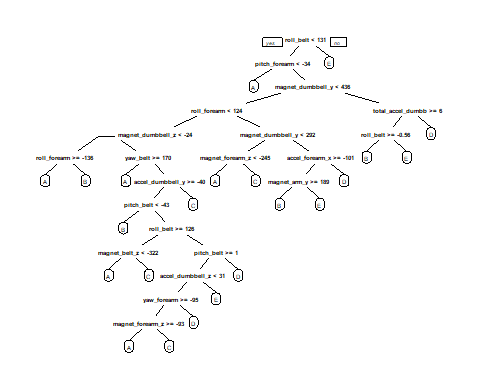 yes roll_belt < 131 no
pitch_forearm < -34 E
A magnet_dumbbell_y < 436
roll_forearm < 124 total_accel_dumbb >= 6
magnet_dumbbell_z < -24 magnet_dumbbell_y < 292 roll_belt >= -0.56 D
roll_forearm >= -136 yaw_belt >= 170 magnet_forearm_z < -245 accel_forearm_x >= -101 B E
A B A accel_dumbbell_y >= -40 A C magnet_arm_y >= 189 D
pitch_belt < -43 C B E
B roll_belt >= 126
magnet_belt_z < -322 pitch_belt >= 1
A C accel_dumbbell_z < 31 D
yaw_forearm >= -95 E
magnet_forearm_z >= -93 D
A C